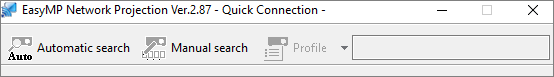 EasyMP Network Projection Ver.2.87 - Quick Connection -
Auto Automatic search Manual search Profile